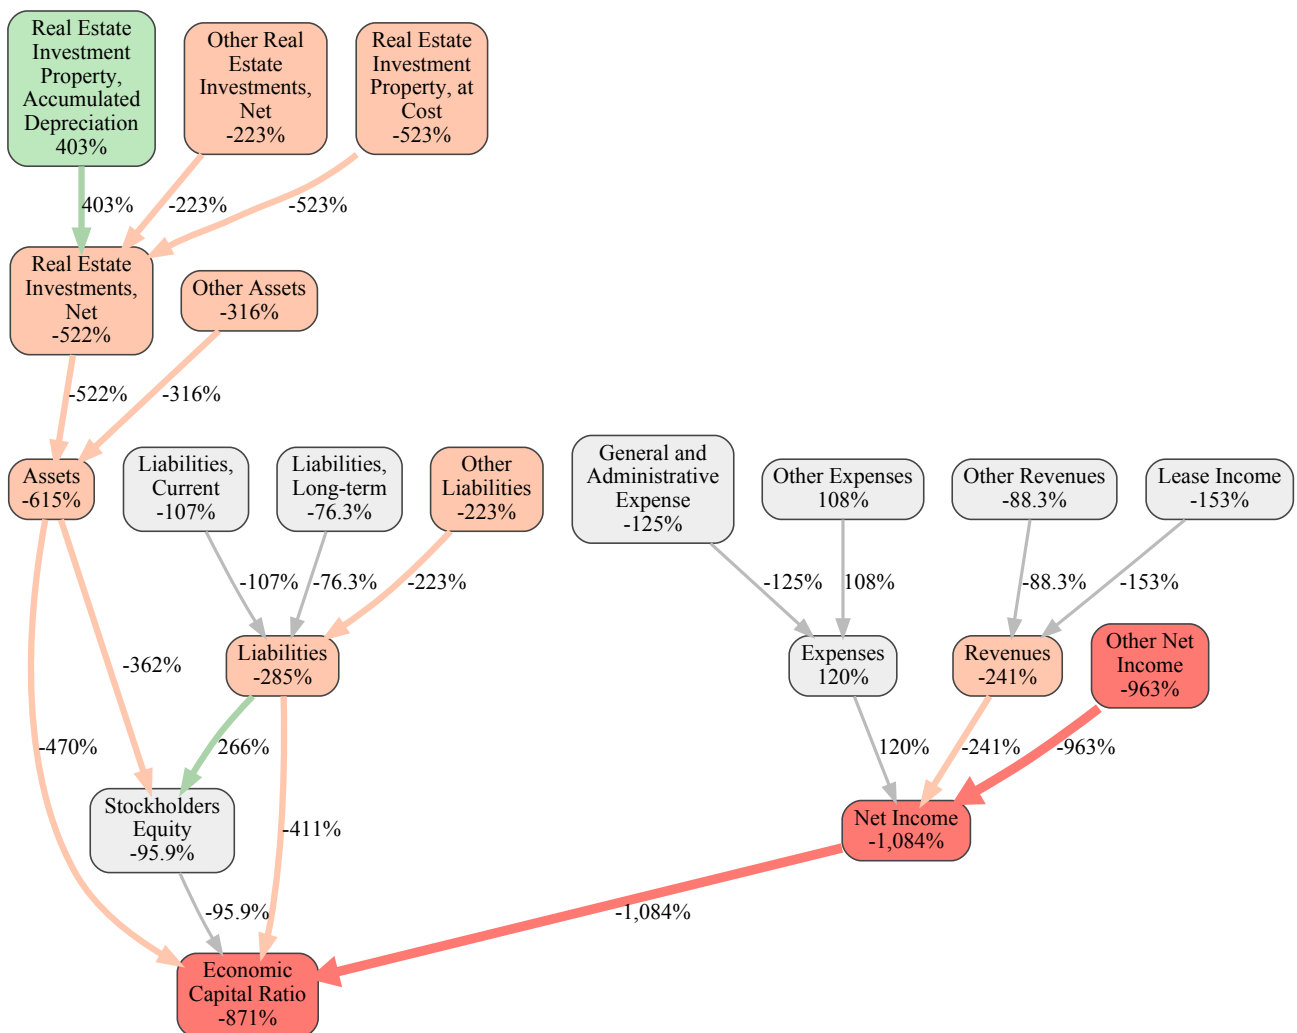 Real Estate
Investment
Property,
Accumulated
Depreciation
403%
Other Real
Estate
Investments,
Net
-223%
Real Estate
Investment
Property, at
Cost
-523%
403%
-223%
-523%
Real Estate
Investments,
Net
-522%
Other Assets
-316%
-522%
-316%
Assets
-615%
Liabilities,
Current
-107%
Liabilities,
Long-term
-76.3%
Other
Liabilities
-223%
General and
Administrative
Expense
-125%
Other Expenses
108%
Other Revenues
-88.3%
Lease Income
-153%
-107%
-76.3%
-223%
-125%
108%
-88.3%
-153%
-362%
Liabilities
-285%
Expenses
120%
Revenues
-241%
Other Net
Income
-963%
-470%
266%
120%
-241%
-963%
Stockholders
Equity
-95.9%
-411%
Net Income
-1,084%
-95.9%
-1,084%
Economic
Capital Ratio
-871%